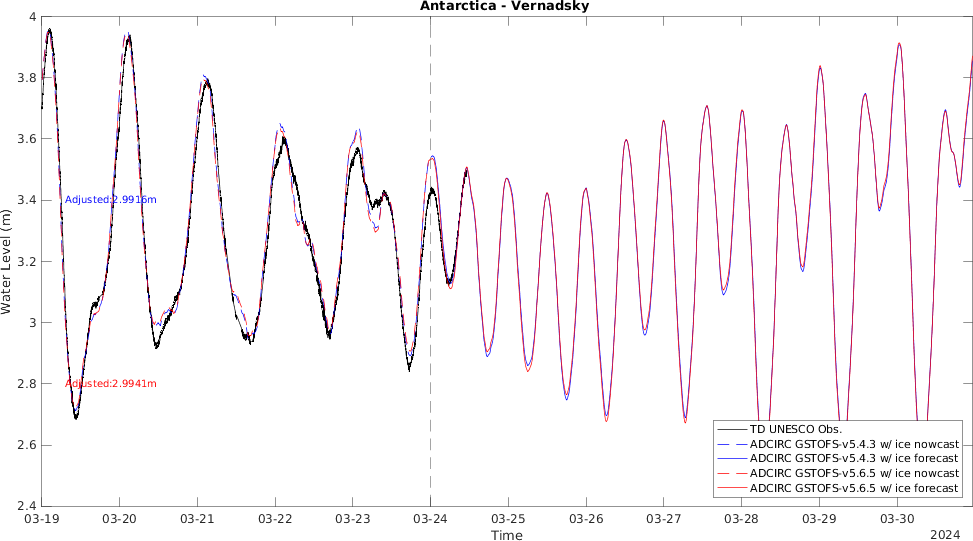 Antarctica - Vernadsky
Water Level (m)
4
3.8
3.6
3.4
3.2
3
2.8
2.6
2.4
Adjusted:2.9916m
Adjusted:2.9941m
TD UNESCO Obs.
ADCIRC GSTOFS-v5.4.3 w/ ice nowcast
ADCIRC GSTOFS-v5.4.3 w/ ice forecast
ADCIRC GSTOFS-v5.6.5 w/ ice nowcast
ADCIRC GSTOFS-v5.6.5 w/ ice forecast
03-19 03-20 03-21 03-22 03-23 03-24 03-25 03-26 03-27 03-28 03-29 03-30
Time
2024